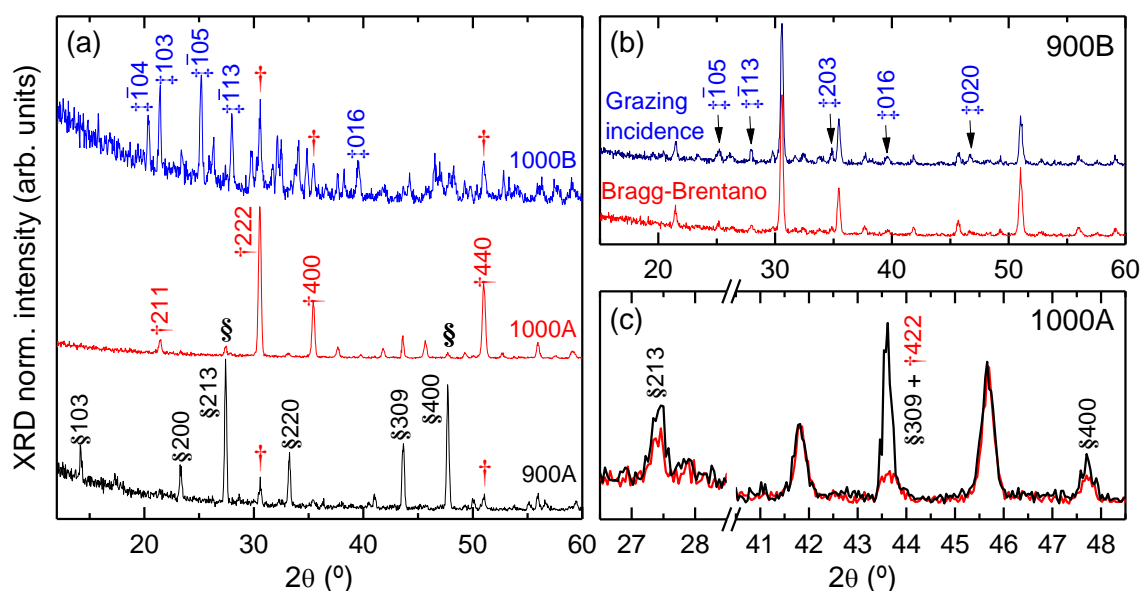 XRD norm. intensity (arb. units)
(a)
‡1̅04
‡103
‡1̅05
‡1̅13
†
†
‡016
†
1000B
†211
†222
§
†400
§
†440
1000A
§103
§200
§213
†
§220
§309
§400
†
900A
20 30 40 50 60
2θ (º)
(b)
900B
‡1̅05
‡1̅13
‡203
‡016
‡020
Grazing
incidence
Bragg-Brentano
20 30 40 50 60
(c)
1000A
§213
§309 + †422
§400
27 28 41 42 43 44 45 46 47 48
2θ (º)